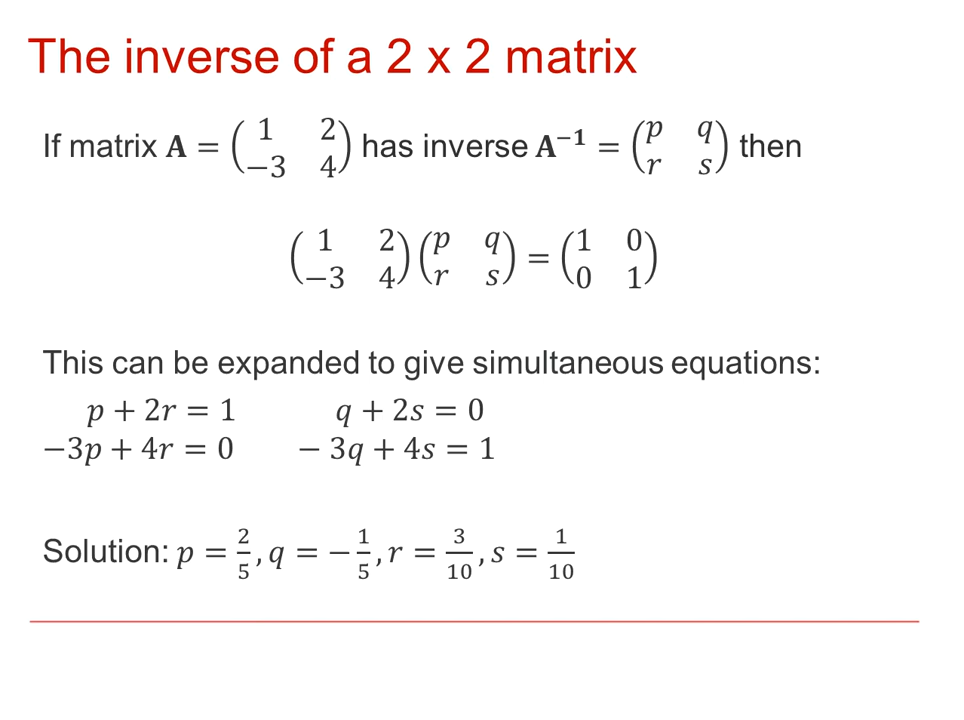 The inverse of a 2 x 2 matrix
If matrix 𝐀 = (1 2; −3 4) has inverse 𝐀⁻¹ = (𝑝 𝑞; 𝑟 𝑠) then
(1 2; −3 4)(𝑝 𝑞; 𝑟 𝑠) = (1 0; 0 1)
This can be expanded to give simultaneous equations:
𝑝 + 2𝑟 = 1 𝑞 + 2𝑠 = 0
−3𝑝 + 4𝑟 = 0 − 3𝑞 + 4𝑠 = 1
Solution: 𝑝 = 2/5, 𝑞 = −1/5, 𝑟 = 3/10, 𝑠 = 1/10